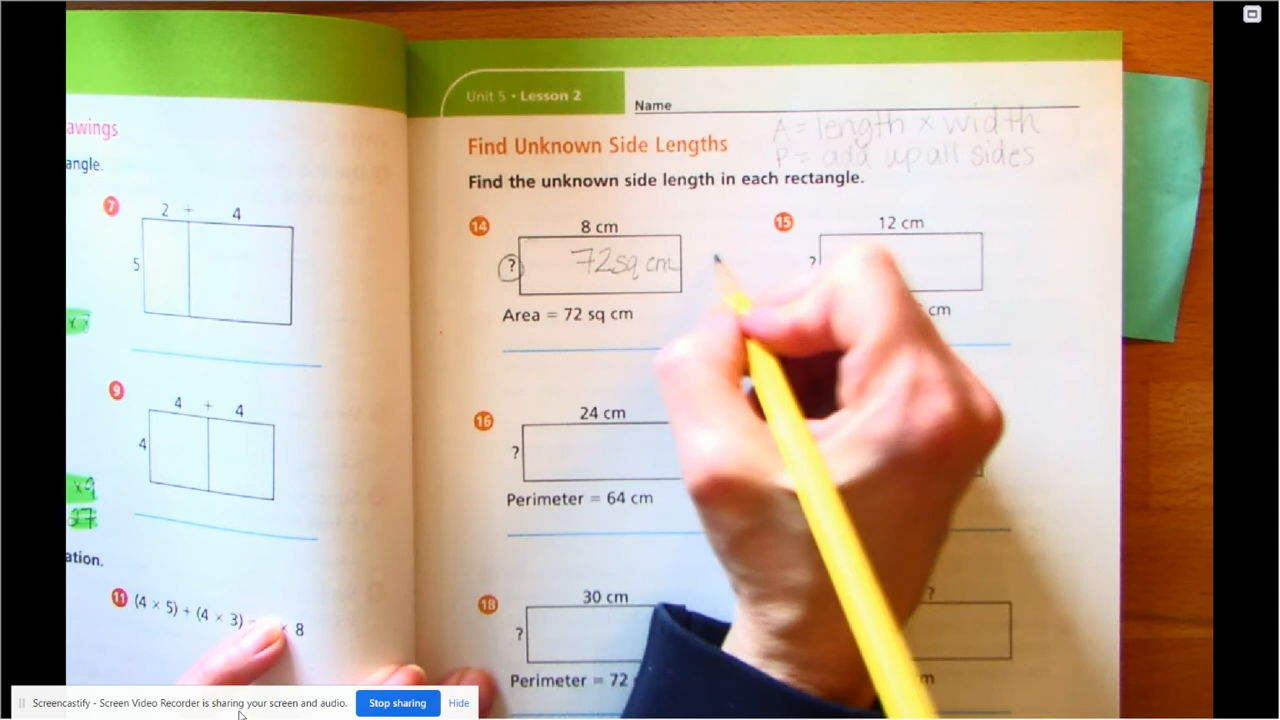 awings
angle.
7
2 + 4
5
9
4 + 4
4
x9
27
ation.
11 (4 × 5) + (4 × 3) × 8
Unit 5 • Lesson 2
Name
A = length x width
P = add up all sides
Find Unknown Side Lengths
Find the unknown side length in each rectangle.
14
8 cm
?
72sq cm
Area = 72 sq cm
15
12 cm
?
cm
16
24 cm
?
Perimeter = 64 cm
18
30 cm
?
Perimeter = 72
?
Screencastify - Screen Video Recorder is sharing your screen and audio.
Stop sharing
Hide